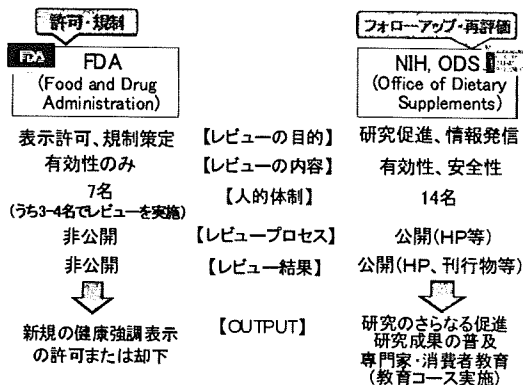 許可・規制
フォローアップ・再評価
FDA
FDA
(Food and Drug
Administration)
NIH, ODS
(Office of Dietary
Supplements)
表示許可、規制策定 【レビューの目的】 研究促進、情報発信
有効性のみ 【レビューの内容】 有効性、安全性
7名 【人的体制】 14名
(うち3-4名でレビューを実施)
非公開 【レビュープロセス】 公開(HP等)
非公開 【レビュー結果】 公開(HP、刊行物等)
新規の健康強調表示
の許可または却下
【OUTPUT】
研究のさらなる促進
研究成果の普及
専門家・消費者教育
(教育コース実施)